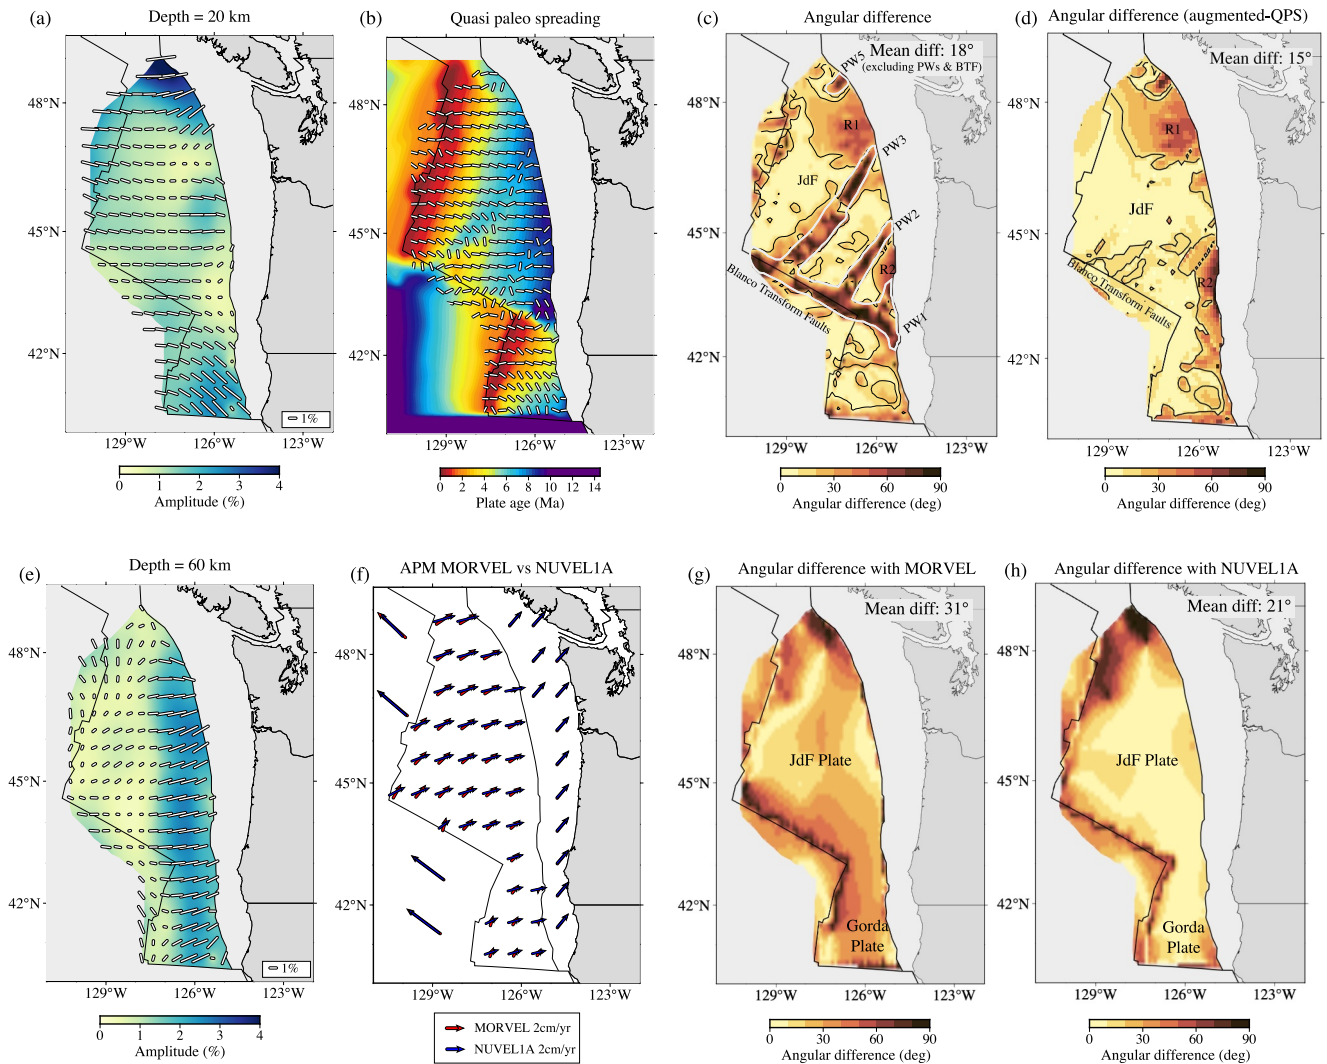 (a)
Depth = 20 km
48°N
45°N
42°N
129°W
126°W
123°W
1%
0
1
2
3
4
Amplitude (%)
(b)
Quasi paleo spreading
48°N
45°N
42°N
129°W
126°W
123°W
0
2
4
6
8
10
12
14
Plate age (Ma)
(c)
Angular difference
Mean diff: 18°
(excluding PWs & BTF)
PW5
R1
PW3
JdF
PW2
R2
Blanco Transform Faults
PW1
48°N
45°N
42°N
129°W
126°W
123°W
0
30
60
90
Angular difference (deg)
(d)
Angular difference (augmented-QPS)
Mean diff: 15°
R1
JdF
R2
Blanco Transform Faults
48°N
45°N
42°N
129°W
126°W
123°W
0
30
60
90
Angular difference (deg)
(e)
Depth = 60 km
48°N
45°N
42°N
129°W
126°W
123°W
1%
0
1
2
3
4
Amplitude (%)
(f)
APM MORVEL vs NUVEL1A
48°N
45°N
42°N
129°W
126°W
123°W
MORVEL 2cm/yr
NUVEL1A 2cm/yr
(g)
Angular difference with MORVEL
Mean diff: 31°
JdF Plate
Gorda
Plate
48°N
45°N
42°N
129°W
126°W
123°W
0
30
60
90
Angular difference (deg)
(h)
Angular difference with NUVEL1A
Mean diff: 21°
JdF Plate
Gorda
Plate
48°N
45°N
42°N
129°W
126°W
123°W
0
30
60
90
Angular difference (deg)